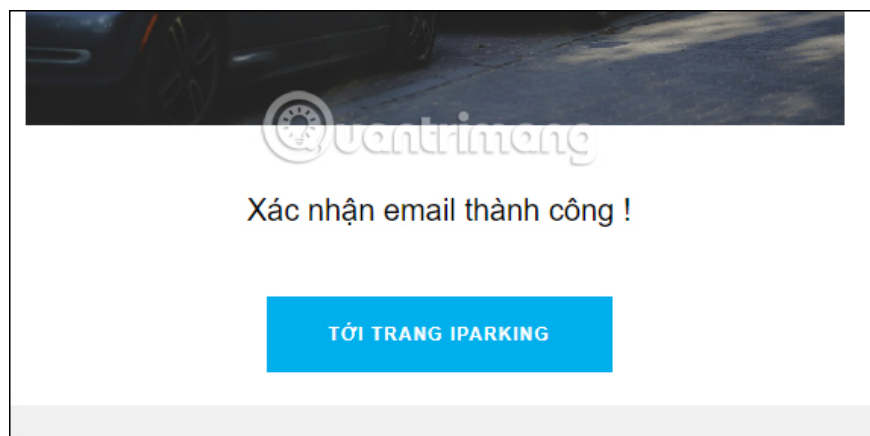 Quantrimang
Xác nhận email thành công !
TỚI TRANG IPARKING